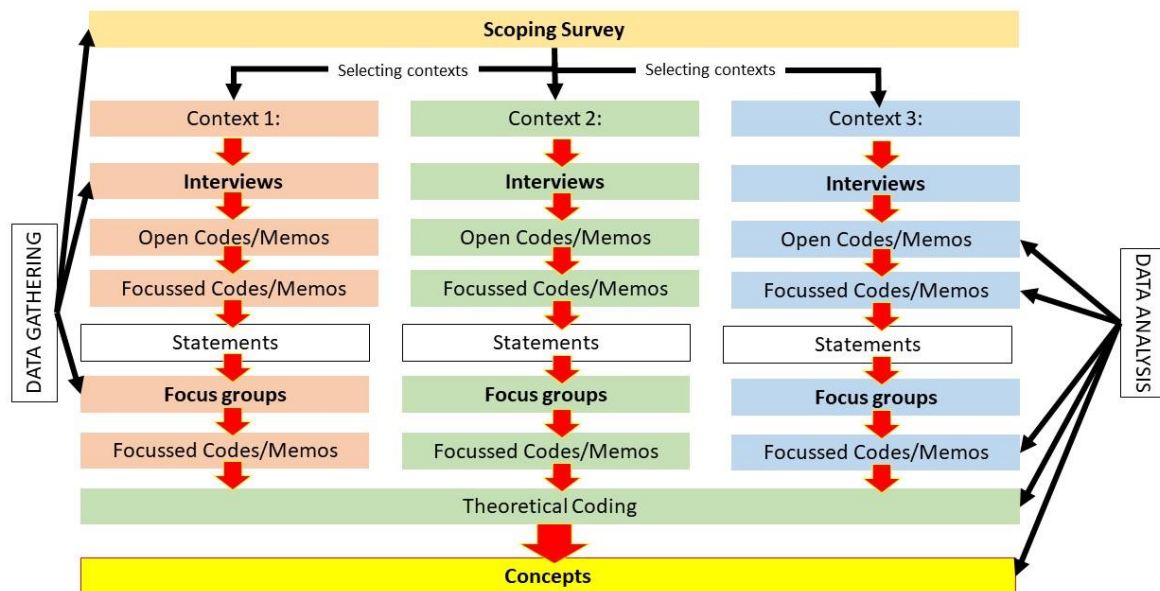 Scoping Survey
Selecting contexts
Selecting contexts
Context 1:
Context 2:
Context 3:
Interviews
Interviews
Interviews
Open Codes/Memos
Open Codes/Memos
Open Codes/Memos
Focussed Codes/Memos
Focussed Codes/Memos
Focussed Codes/Memos
Statements
Statements
Statements
Focus groups
Focus groups
Focus groups
Focussed Codes/Memos
Focussed Codes/Memos
Focussed Codes/Memos
Theoretical Coding
Concepts
DATA GATHERING
DATA ANALYSIS